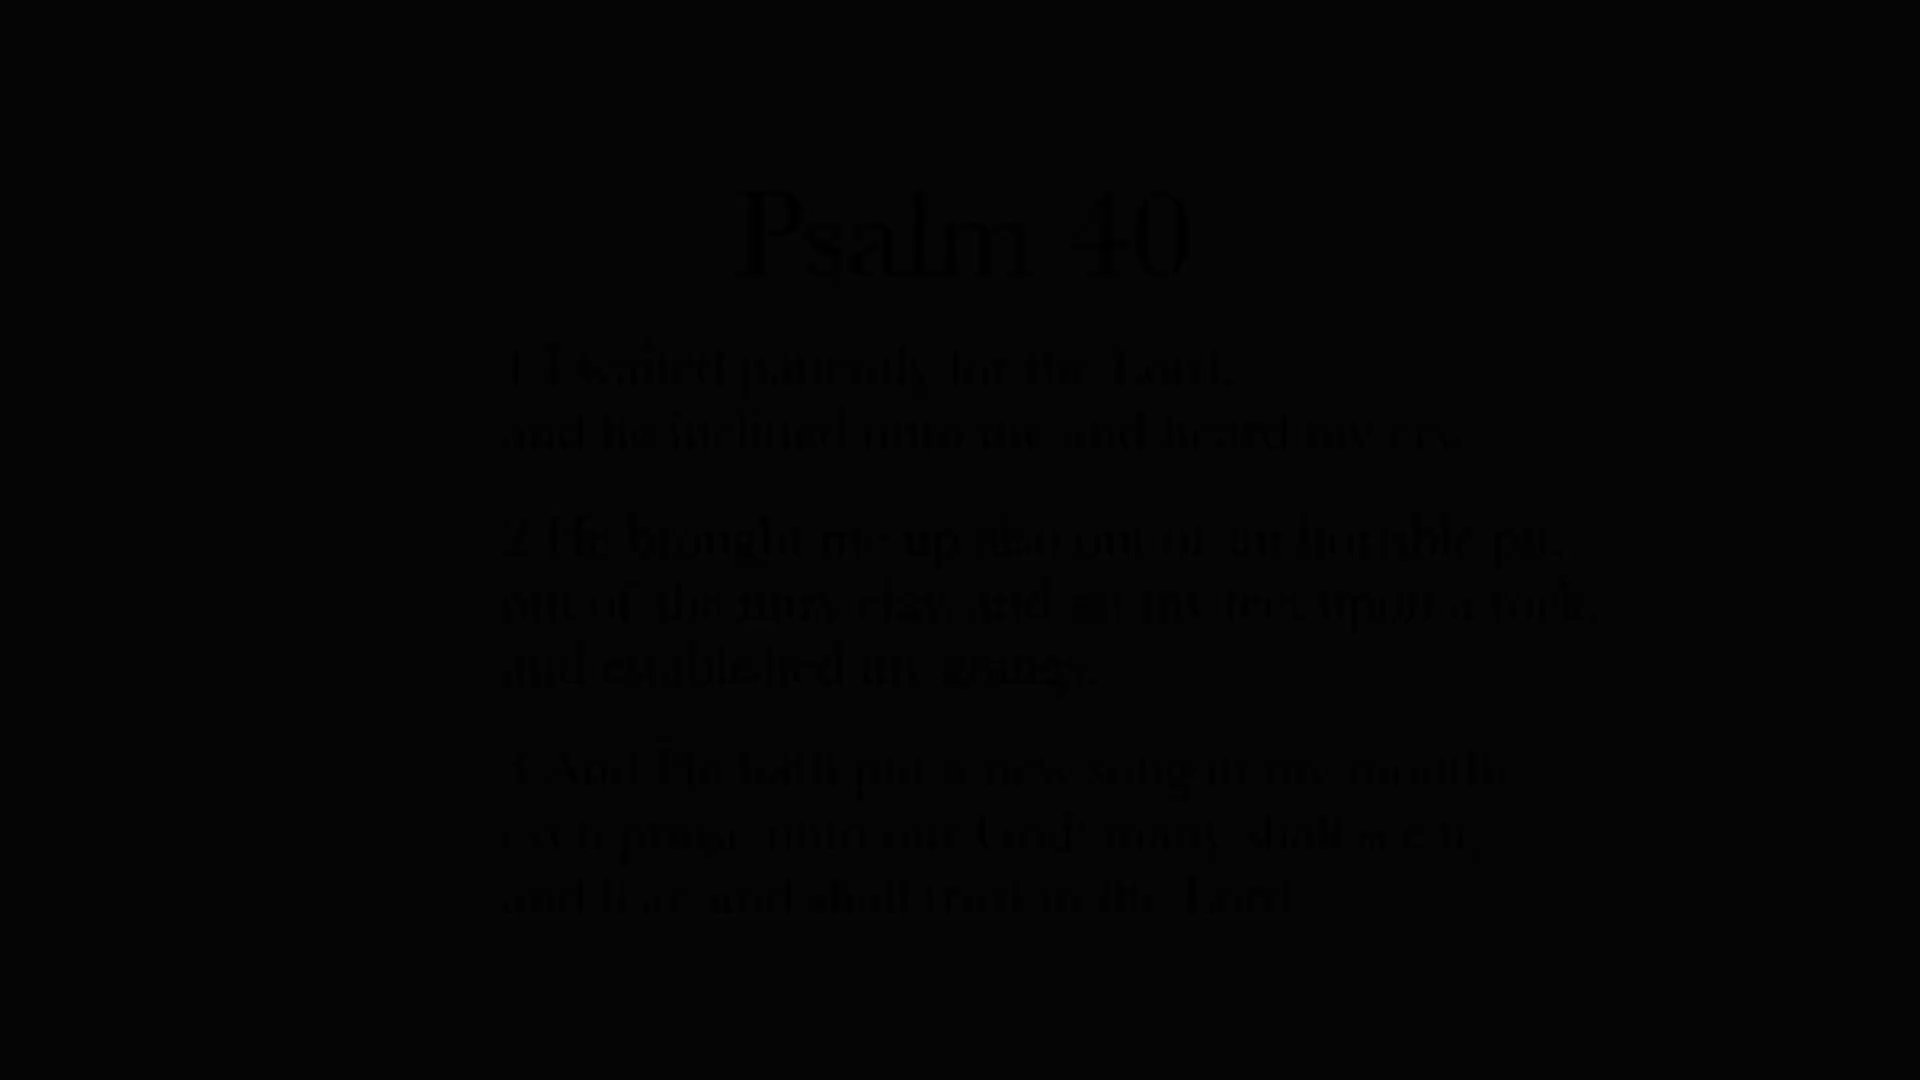 Psalm 40
1 I waited patiently for the Lord,
and he inclined unto me and heard my cry.
2 He brought me up also out of an horrible pit,
out of the miry clay, and set my feet upon a rock,
and established my goings.
3 And He hath put a new song in my mouth
even praise unto our God: many shall see it,
and fear and shall trust in the Lord